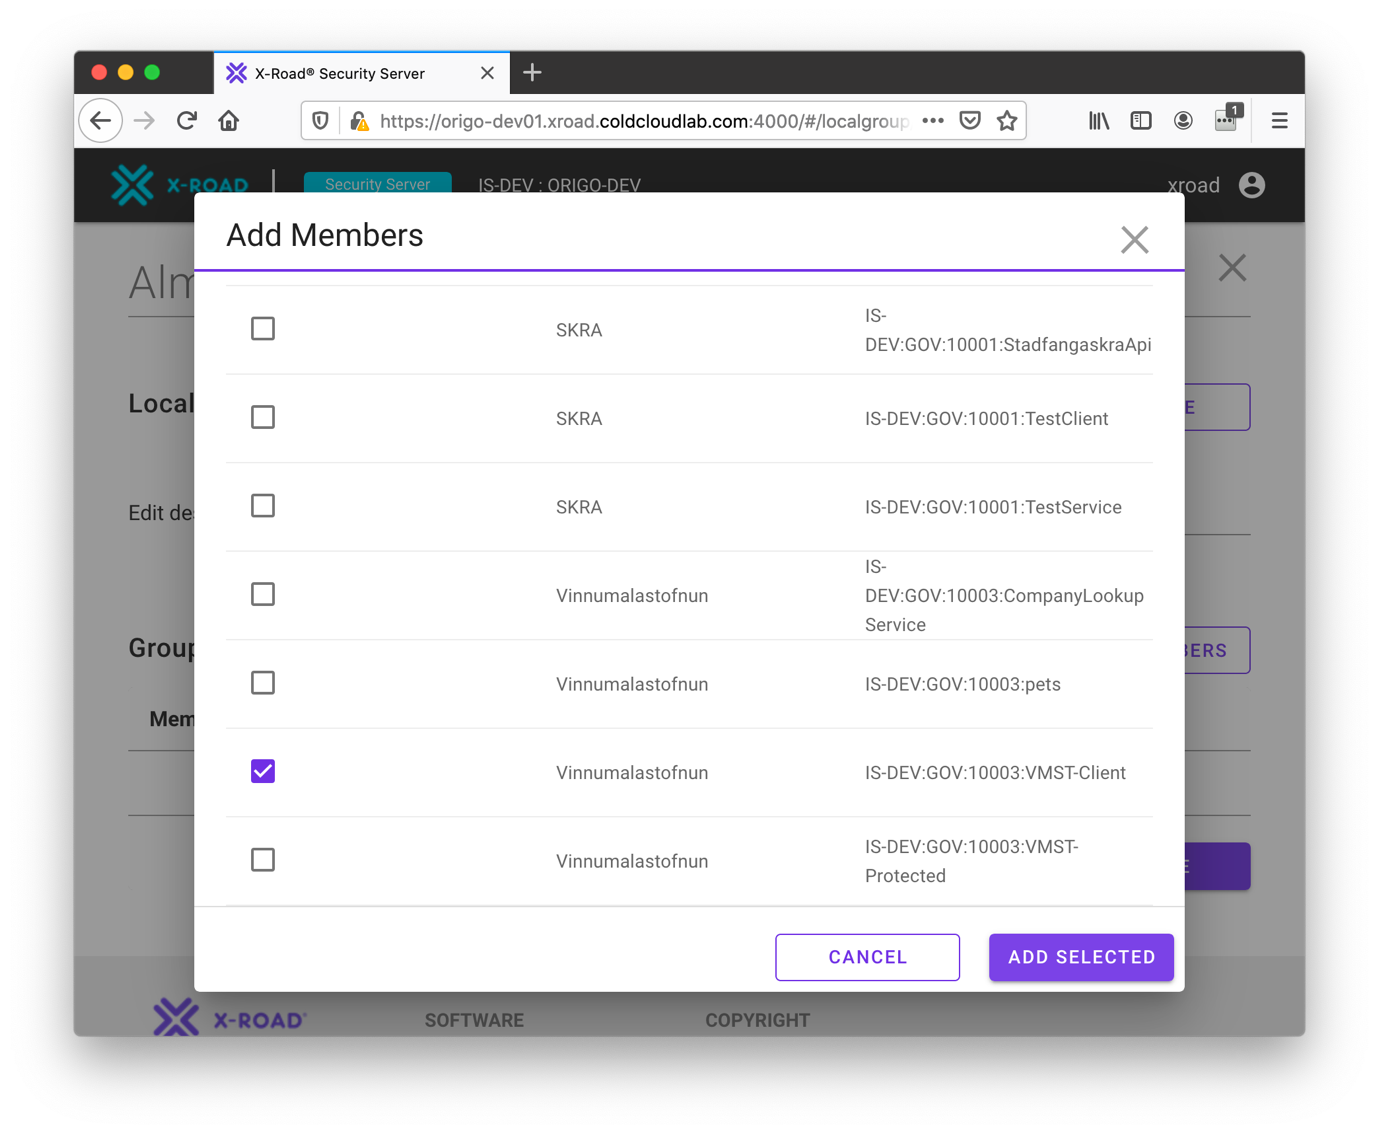 X-Road® Security Server
https://origo-dev01.xroad.coldcloudlab.com:4000/#/localgroup
1
X-ROAD
Security Server
IS-DEV : ORIGO-DEV
xroad
Add Members
SKRA
IS-
DEV:GOV:10001:StadfangaskraApi
SKRA
IS-DEV:GOV:10001:TestClient
Local
E
SKRA
IS-DEV:GOV:10001:TestService
Edit de
Vinnumalastofnun
IS-
DEV:GOV:10003:CompanyLookup
Service
Group
BERS
Vinnumalastofnun
IS-DEV:GOV:10003:pets
Mem
Vinnumalastofnun
IS-DEV:GOV:10003:VMST-Client
Vinnumalastofnun
IS-DEV:GOV:10003:VMST-
Protected
E
CANCEL
ADD SELECTED
X-ROAD®
SOFTWARE
COPYRIGHT